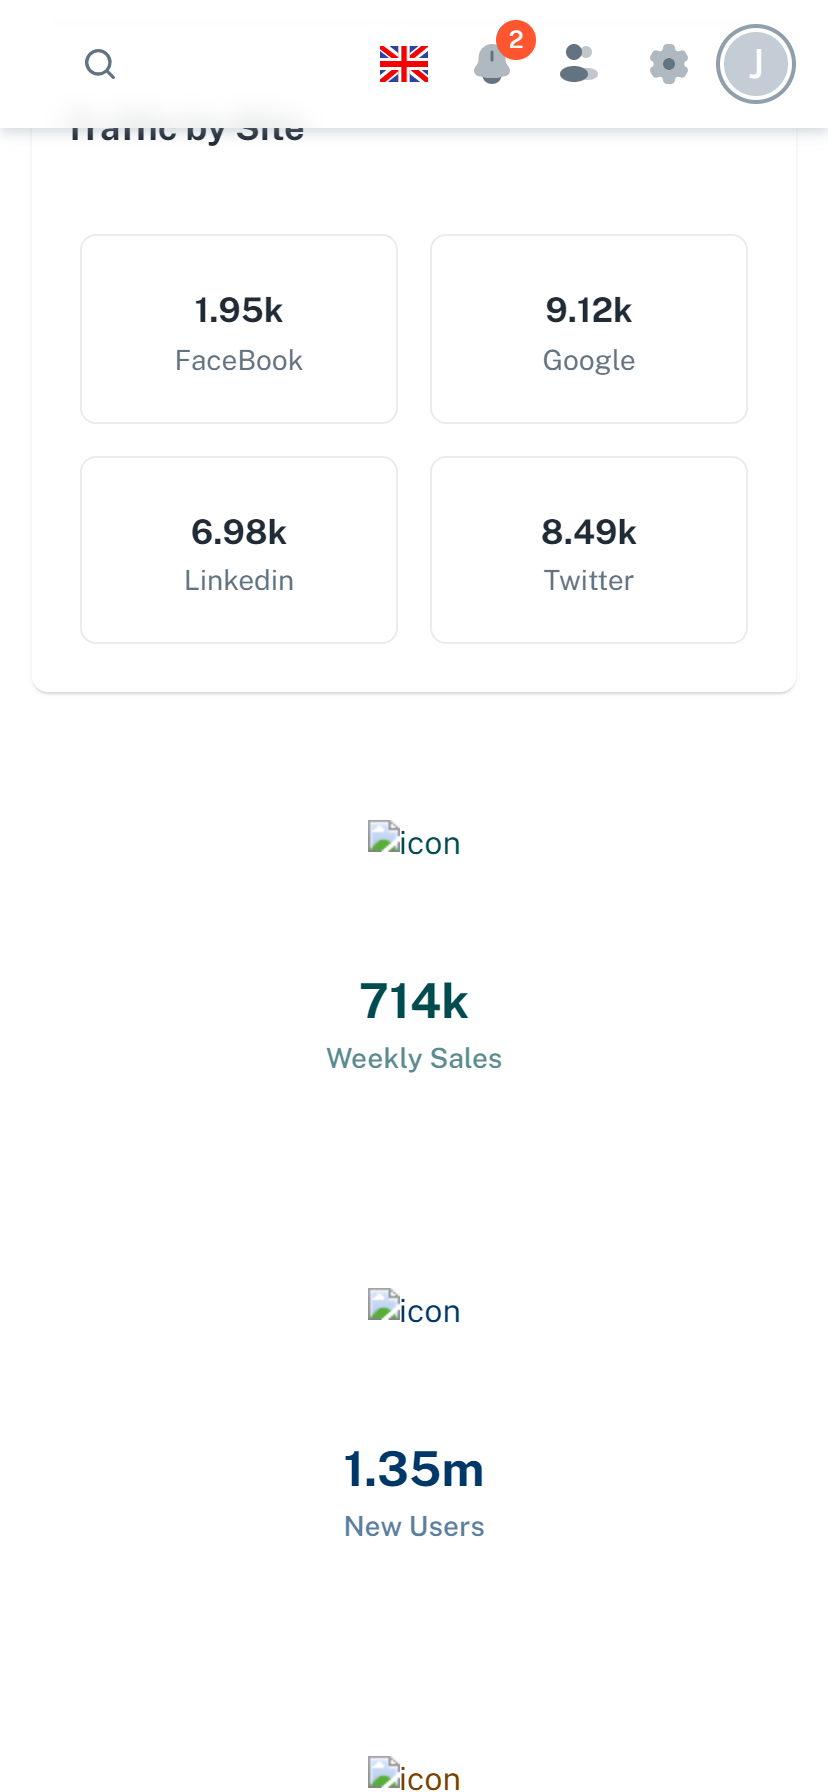 2
J
Traffic by Site
1.95k
FaceBook
9.12k
Google
6.98k
Linkedin
8.49k
Twitter
icon
714k
Weekly Sales
icon
1.35m
New Users
icon